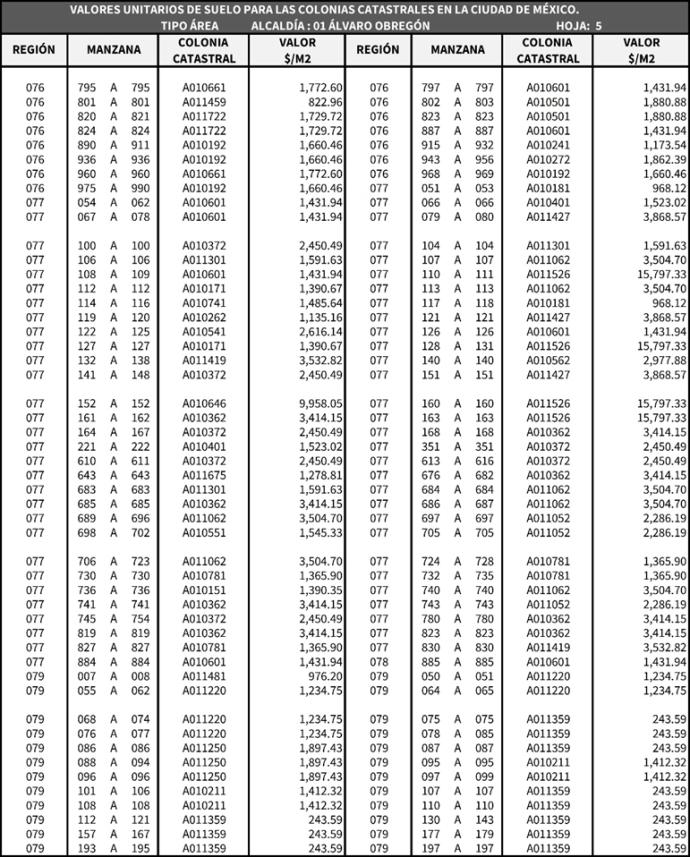 VALORES UNITARIOS DE SUELO PARA LAS COLONIAS CATASTRALES EN LA CIUDAD DE MÉXICO.
TIPO ÁREA ALCALDÍA : 01 ÁLVARO OBREGÓN HOJA: 5
REGIÓN MANZANA COLONIA CATASTRAL VALOR $/M2 REGIÓN MANZANA COLONIA CATASTRAL VALOR $/M2
076 795 A 795 A010661 1,772.60 076 797 A 797 A010601 1,431.94
076 801 A 801 A011459 822.96 076 802 A 803 A010501 1,880.88
076 820 A 821 A011722 1,729.72 076 823 A 823 A010501 1,880.88
076 824 A 824 A011722 1,729.72 076 887 A 887 A010601 1,431.94
076 890 A 911 A010192 1,660.46 076 915 A 932 A010241 1,173.54
076 936 A 936 A010192 1,660.46 076 943 A 956 A010272 1,862.39
076 960 A 960 A010661 1,772.60 076 968 A 969 A010192 1,660.46
076 975 A 990 A010192 1,660.46 077 051 A 053 A010181 968.12
077 054 A 062 A010601 1,431.94 077 066 A 066 A010401 1,523.02
077 067 A 078 A010601 1,431.94 077 079 A 080 A011427 3,868.57
077 100 A 100 A010372 2,450.49 077 104 A 104 A011301 1,591.63
077 106 A 106 A011301 1,591.63 077 107 A 107 A011062 3,504.70
077 108 A 109 A010601 1,431.94 077 110 A 111 A011526 15,797.33
077 112 A 112 A010171 1,390.67 077 113 A 113 A011062 3,504.70
077 114 A 116 A010741 1,485.64 077 117 A 118 A010181 968.12
077 119 A 120 A010262 1,135.16 077 121 A 121 A011427 3,868.57
077 122 A 125 A010541 2,616.14 077 126 A 126 A010601 1,431.94
077 127 A 127 A010171 1,390.67 077 128 A 131 A011526 15,797.33
077 132 A 138 A011419 3,532.82 077 140 A 140 A010562 2,977.88
077 141 A 148 A010372 2,450.49 077 151 A 151 A011427 3,868.57
077 152 A 152 A010646 9,958.05 077 160 A 160 A011526 15,797.33
077 161 A 162 A010362 3,414.15 077 163 A 163 A011526 15,797.33
077 164 A 167 A010372 2,450.49 077 168 A 168 A010362 3,414.15
077 221 A 222 A010401 1,523.02 077 351 A 351 A010372 2,450.49
077 610 A 611 A010372 2,450.49 077 613 A 616 A010372 2,450.49
077 643 A 643 A011675 1,278.81 077 676 A 682 A010362 3,414.15
077 683 A 683 A011301 1,591.63 077 684 A 684 A011062 3,504.70
077 685 A 685 A010362 3,414.15 077 686 A 687 A011062 3,504.70
077 689 A 696 A011062 3,504.70 077 697 A 697 A011052 2,286.19
077 698 A 702 A010551 1,545.33 077 705 A 705 A011052 2,286.19
077 706 A 723 A011062 3,504.70 077 724 A 728 A010781 1,365.90
077 730 A 730 A010781 1,365.90 077 732 A 735 A010781 1,365.90
077 736 A 736 A010151 1,390.35 077 740 A 740 A011062 3,504.70
077 741 A 741 A010362 3,414.15 077 743 A 743 A011052 2,286.19
077 745 A 754 A010372 2,450.49 077 780 A 780 A010362 3,414.15
077 819 A 819 A010362 3,414.15 077 823 A 823 A010362 3,414.15
077 827 A 827 A010781 1,365.90 077 830 A 830 A011419 3,532.82
077 884 A 884 A010601 1,431.94 078 885 A 885 A010601 1,431.94
079 007 A 008 A011481 976.20 079 050 A 051 A011220 1,234.75
079 055 A 062 A011220 1,234.75 079 064 A 065 A011220 1,234.75
079 068 A 074 A011220 1,234.75 079 075 A 075 A011359 243.59
079 076 A 077 A011220 1,234.75 079 078 A 085 A011359 243.59
079 086 A 086 A011250 1,897.43 079 087 A 087 A011359 243.59
079 088 A 094 A011250 1,897.43 079 095 A 095 A010211 1,412.32
079 096 A 096 A011250 1,897.43 079 097 A 099 A010211 1,412.32
079 101 A 106 A010211 1,412.32 079 107 A 107 A011359 243.59
079 108 A 108 A010211 1,412.32 079 110 A 110 A011359 243.59
079 112 A 121 A011359 243.59 079 130 A 143 A011359 243.59
079 157 A 167 A011359 243.59 079 177 A 179 A011359 243.59
079 193 A 195 A011359 243.59 079 197 A 197 A011359 243.59